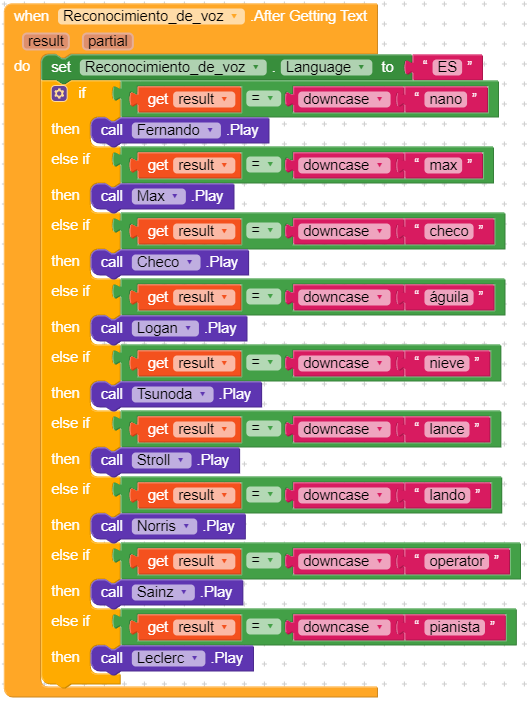 when Reconocimiento_de_voz .After Getting Text
result partial
do set Reconocimiento_de_voz . Language to “ ES ”
if get result = downcase “ nano ”
then call Fernando .Play
else if get result = downcase “ max ”
then call Max .Play
else if get result = downcase “ checo ”
then call Checo .Play
else if get result = downcase “ águila ”
then call Logan .Play
else if get result = downcase “ nieve ”
then call Tsunoda .Play
else if get result = downcase “ lance ”
then call Stroll .Play
else if get result = downcase “ lando ”
then call Norris .Play
else if get result = downcase “ operator ”
then call Sainz .Play
else if get result = downcase “ pianista ”
then call Leclerc .Play